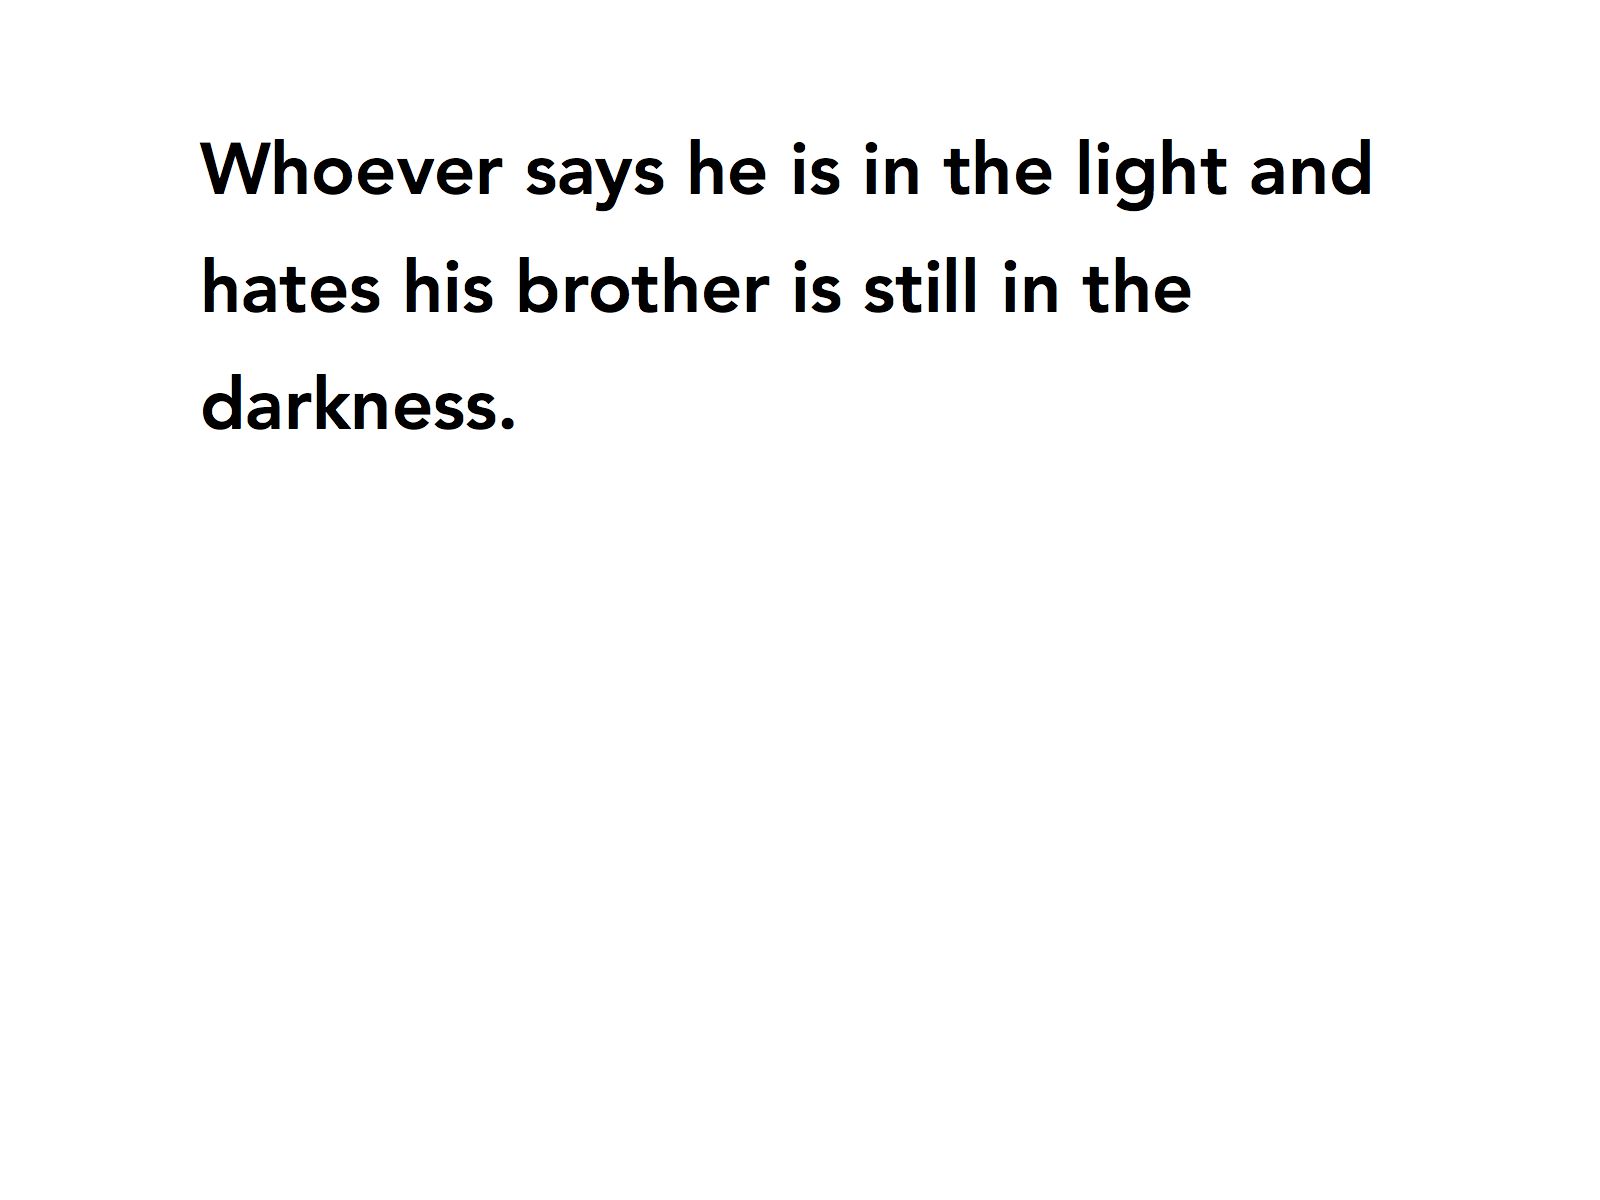 Whoever says he is in the light and
hates his brother is still in the
darkness.